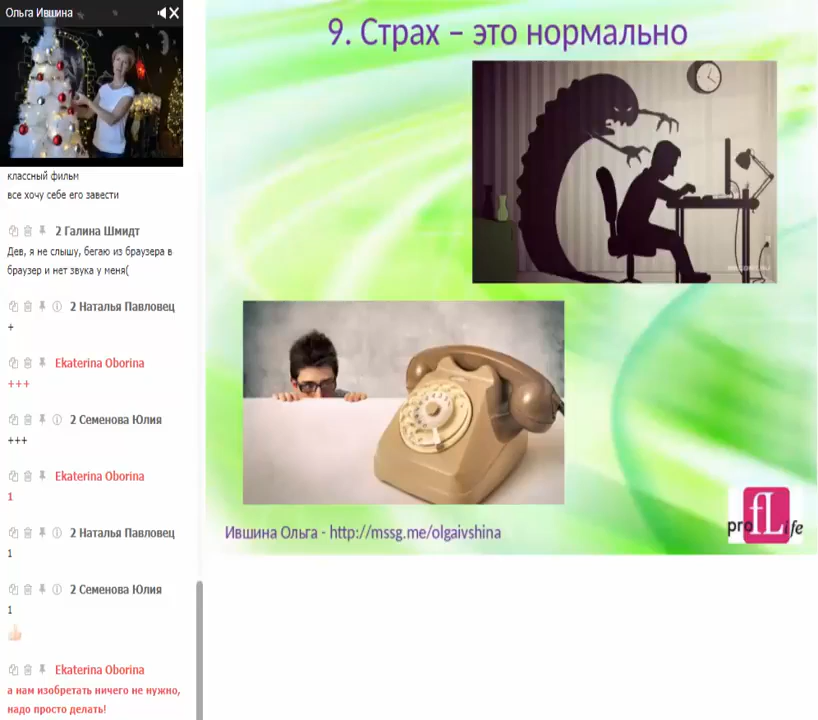 Ольга Ившина
классный фильм
все хочу себе его завести
2 Галина Шмидт
Дев, я не слышу, бегаю из браузера в
браузер и нет звука у меня(
2 Наталья Павловец
+
Ekaterina Oborina
+++
2 Семенова Юлия
+++
Ekaterina Oborina
1
2 Наталья Павловец
1
2 Семенова Юлия
1
Ekaterina Oborina
а нам изобретать ничего не нужно,
надо просто делать!
9. Страх – это нормально
Ившина Ольга - http://mssg.me/olgaivshina
pro fLife